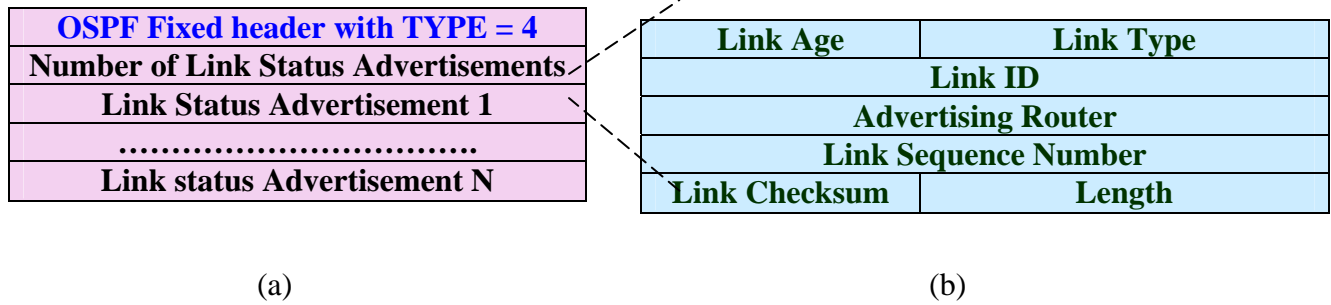 OSPF Fixed header with TYPE = 4
Number of Link Status Advertisements
Link Status Advertisement 1
……………………………….
Link status Advertisement N
Link Age Link Type
Link ID
Advertising Router
Link Sequence Number
Link Checksum Length
(a) (b)